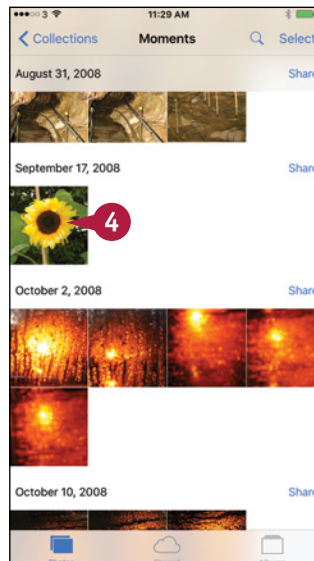 3 11:29 AM
Collections Moments Select
August 31, 2008 Share
September 17, 2008 Share
4
October 2, 2008 Share
October 10, 2008 Share